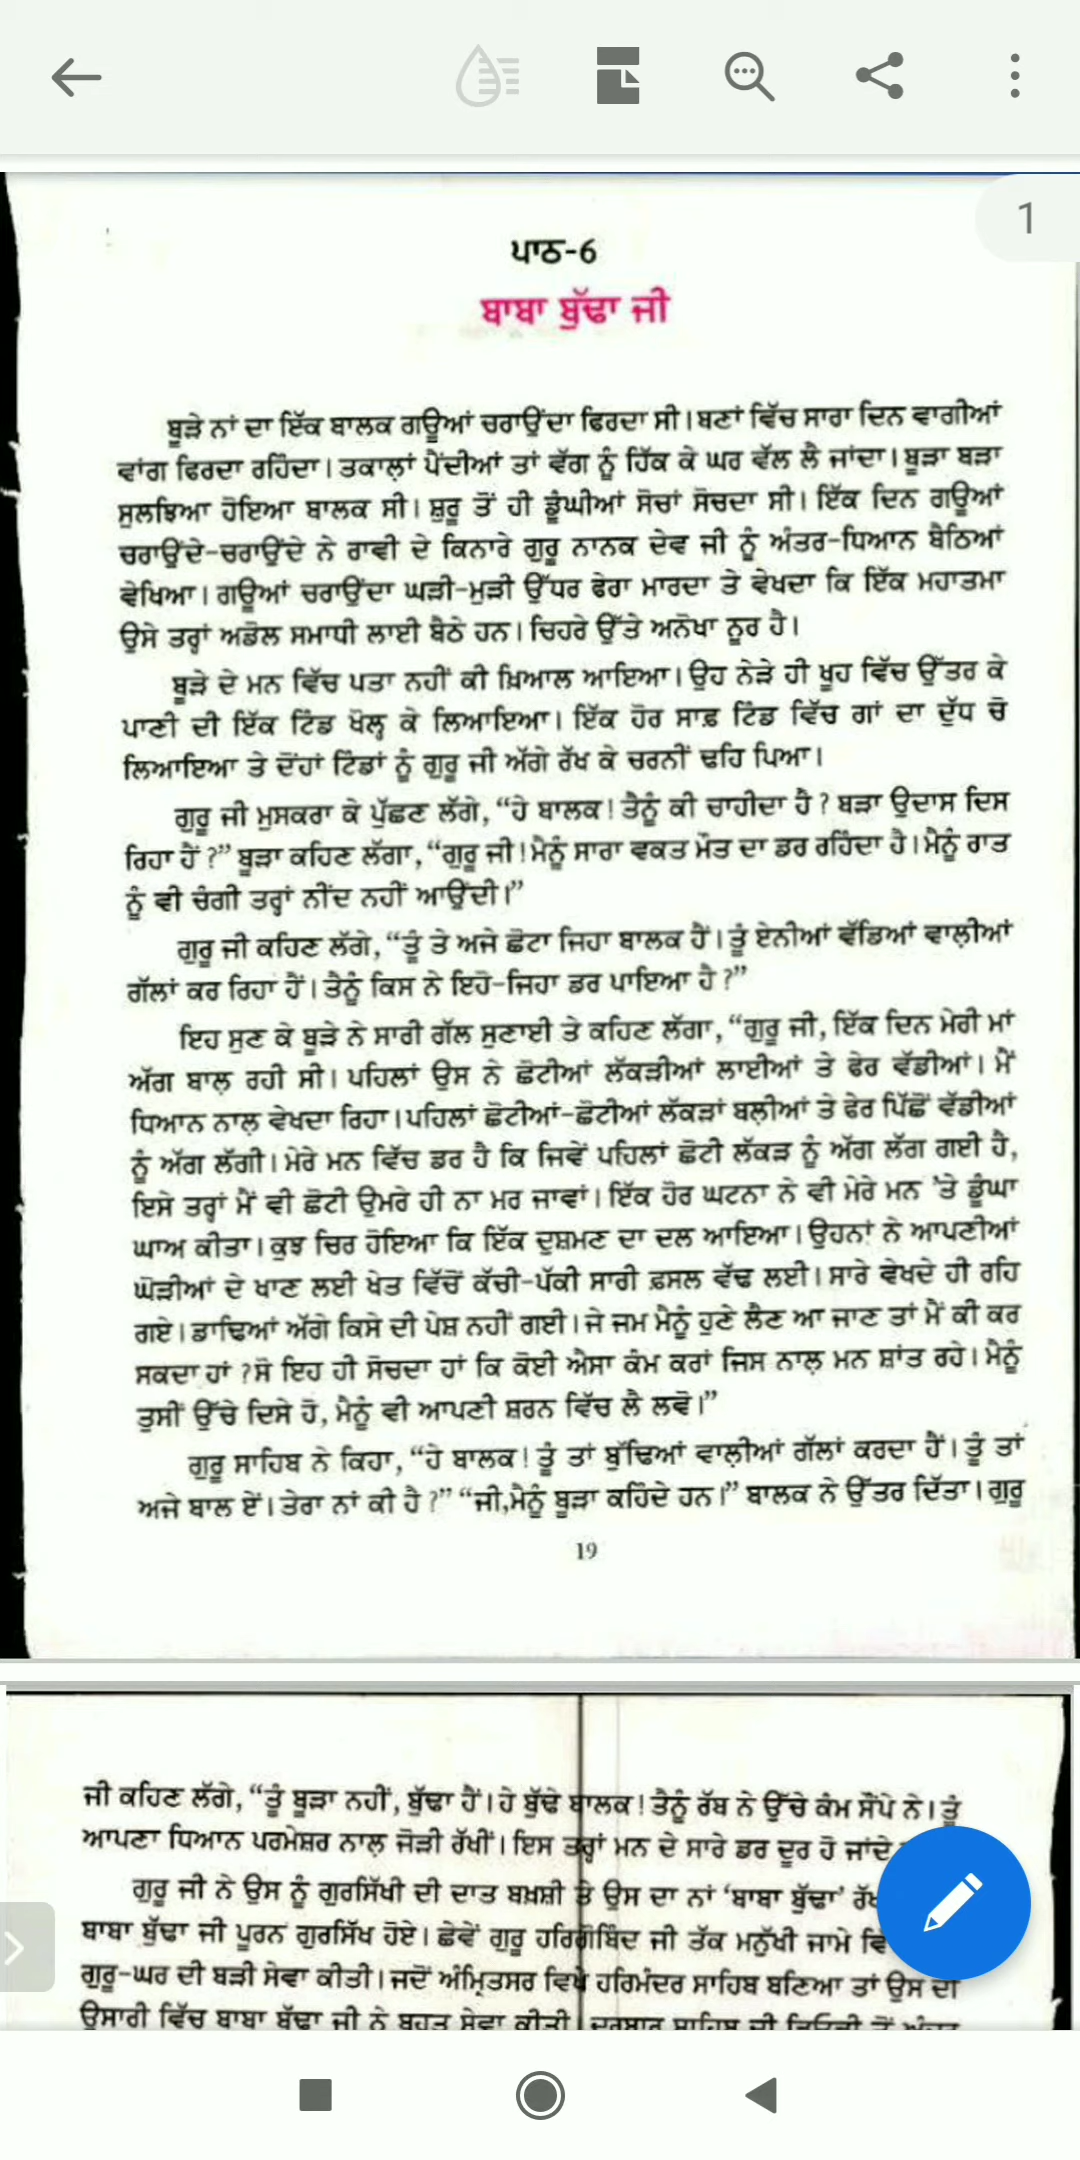 1
ਪਾਠ-6
ਬਾਬਾ ਬੁੱਢਾ ਜੀ
ਬੂੜੇ ਨਾਂ ਦਾ ਇੱਕ ਬਾਲਕ ਗਊਆਂ ਚਰਾਉਂਦਾ ਫਿਰਦਾ ਸੀ। ਬਣਾਂ ਵਿੱਚ ਸਾਰਾ ਦਿਨ ਵਾਗੀਆਂ
ਵਾਂਗ ਫਿਰਦਾ ਰਹਿੰਦਾ। ਤਕਾਲਾਂ ਪੈਂਦੀਆਂ ਤਾਂ ਵੱਗ ਨੂੰ ਹਿੱਕ ਕੇ ਘਰ ਵੱਲ ਲੈ ਜਾਂਦਾ। ਬੂੜਾ ਬੜਾ
ਸੁਲਝਿਆ ਹੋਇਆ ਬਾਲਕ ਸੀ। ਸ਼ੁਰੂ ਤੋਂ ਹੀ ਡੂੰਘੀਆਂ ਸੋਚਾਂ ਸੋਚਦਾ ਸੀ। ਇੱਕ ਦਿਨ ਗਊਆਂ
ਚਰਾਉਂਦੇ-ਚਰਾਉਂਦੇ ਨੇ ਰਾਵੀ ਦੇ ਕਿਨਾਰੇ ਗੁਰੂ ਨਾਨਕ ਦੇਵ ਜੀ ਨੂੰ ਅੰਤਰ-ਧਿਆਨ ਬੈਠਿਆਂ
ਵੇਖਿਆ। ਗਊਆਂ ਚਰਾਉਂਦਾ ਘੜੀ-ਮੁੜੀ ਉੱਧਰ ਫੇਰਾ ਮਾਰਦਾ ਤੇ ਵੇਖਦਾ ਕਿ ਇੱਕ ਮਹਾਤਮਾ
ਉਸੇ ਤਰ੍ਹਾਂ ਅਡੋਲ ਸਮਾਧੀ ਲਾਈ ਬੈਠੇ ਹਨ। ਚਿਹਰੇ ਉੱਤੇ ਅਨੋਖਾ ਨੂਰ ਹੈ।
ਬੂੜੇ ਦੇ ਮਨ ਵਿੱਚ ਪਤਾ ਨਹੀਂ ਕੀ ਖ਼ਿਆਲ ਆਇਆ। ਉਹ ਨੇੜੇ ਹੀ ਖੂਹ ਵਿੱਚ ਉੱਤਰ ਕੇ
ਪਾਣੀ ਦੀ ਇੱਕ ਟਿੰਡ ਖੋਲ੍ਹ ਕੇ ਲਿਆਇਆ। ਇੱਕ ਹੋਰ ਸਾਫ਼ ਟਿੰਡ ਵਿੱਚ ਗਾਂ ਦਾ ਦੁੱਧ ਚੋ
ਲਿਆਇਆ ਤੇ ਦੋਂਹਾਂ ਟਿੰਡਾਂ ਨੂੰ ਗੁਰੂ ਜੀ ਅੱਗੇ ਰੱਖ ਕੇ ਚਰਨੀਂ ਢਹਿ ਪਿਆ।
ਗੁਰੂ ਜੀ ਮੁਸਕਰਾ ਕੇ ਪੁੱਛਣ ਲੱਗੇ, “ਹੇ ਬਾਲਕ! ਤੈਨੂੰ ਕੀ ਚਾਹੀਦਾ ਹੈ? ਬੜਾ ਉਦਾਸ ਦਿਸ
ਰਿਹਾ ਹੈਂ?” ਬੂੜਾ ਕਹਿਣ ਲੱਗਾ, “ਗੁਰੂ ਜੀ! ਮੈਨੂੰ ਸਾਰਾ ਵਕਤ ਮੌਤ ਦਾ ਡਰ ਰਹਿੰਦਾ ਹੈ। ਮੈਨੂੰ ਰਾਤ
ਨੂੰ ਵੀ ਚੰਗੀ ਤਰ੍ਹਾਂ ਨੀਂਦ ਨਹੀਂ ਆਉਂਦੀ।”
ਗੁਰੂ ਜੀ ਕਹਿਣ ਲੱਗੇ, “ਤੂੰ ਤੇ ਅਜੇ ਛੋਟਾ ਜਿਹਾ ਬਾਲਕ ਹੈਂ। ਤੂੰ ਏਨੀਆਂ ਵੱਡਿਆਂ ਵਾਲ਼ੀਆਂ
ਗੱਲਾਂ ਕਰ ਰਿਹਾ ਹੈਂ। ਤੈਨੂੰ ਕਿਸ ਨੇ ਇਹੋ-ਜਿਹਾ ਡਰ ਪਾਇਆ ਹੈ?”
ਇਹ ਸੁਣ ਕੇ ਬੂੜੇ ਨੇ ਸਾਰੀ ਗੱਲ ਸੁਣਾਈ ਤੇ ਕਹਿਣ ਲੱਗਾ, “ਗੁਰੂ ਜੀ, ਇੱਕ ਦਿਨ ਮੇਰੀ ਮਾਂ
ਅੱਗ ਬਾਲ਼ ਰਹੀ ਸੀ। ਪਹਿਲਾਂ ਉਸ ਨੇ ਛੋਟੀਆਂ ਲੱਕੜੀਆਂ ਲਾਈਆਂ ਤੇ ਫੇਰ ਵੱਡੀਆਂ। ਮੈਂ
ਧਿਆਨ ਨਾਲ਼ ਵੇਖਦਾ ਰਿਹਾ। ਪਹਿਲਾਂ ਛੋਟੀਆਂ-ਛੋਟੀਆਂ ਲੱਕੜਾਂ ਬਲ਼ੀਆਂ ਤੇ ਫੇਰ ਪਿੱਛੋਂ ਵੱਡੀਆਂ
ਨੂੰ ਅੱਗ ਲੱਗੀ। ਮੇਰੇ ਮਨ ਵਿੱਚ ਡਰ ਹੈ ਕਿ ਜਿਵੇਂ ਪਹਿਲਾਂ ਛੋਟੀ ਲੱਕੜ ਨੂੰ ਅੱਗ ਲੱਗ ਗਈ ਹੈ,
ਇਸੇ ਤਰ੍ਹਾਂ ਮੈਂ ਵੀ ਛੋਟੀ ਉਮਰੇ ਹੀ ਨਾ ਮਰ ਜਾਵਾਂ। ਇੱਕ ਹੋਰ ਘਟਨਾ ਨੇ ਵੀ ਮੇਰੇ ਮਨ 'ਤੇ ਡੂੰਘਾ
ਘਾਅ ਕੀਤਾ। ਕੁਝ ਚਿਰ ਹੋਇਆ ਕਿ ਇੱਕ ਦੁਸ਼ਮਣ ਦਾ ਦਲ ਆਇਆ। ਉਹਨਾਂ ਨੇ ਆਪਣੀਆਂ
ਘੋੜੀਆਂ ਦੇ ਖਾਣ ਲਈ ਖੇਤ ਵਿੱਚੋਂ ਕੱਚੀ-ਪੱਕੀ ਸਾਰੀ ਫ਼ਸਲ ਵੱਢ ਲਈ। ਸਾਰੇ ਵੇਖਦੇ ਹੀ ਰਹਿ
ਗਏ। ਡਾਢਿਆਂ ਅੱਗੇ ਕਿਸੇ ਦੀ ਪੇਸ਼ ਨਹੀਂ ਗਈ। ਜੇ ਜਮ ਮੈਨੂੰ ਹੁਣੇ ਲੈਣ ਆ ਜਾਣ ਤਾਂ ਮੈਂ ਕੀ ਕਰ
ਸਕਦਾ ਹਾਂ? ਸੋ ਇਹ ਹੀ ਸੋਚਦਾ ਹਾਂ ਕਿ ਕੋਈ ਐਸਾ ਕੰਮ ਕਰਾਂ ਜਿਸ ਨਾਲ਼ ਮਨ ਸ਼ਾਂਤ ਰਹੇ। ਮੈਨੂੰ
ਤੁਸੀਂ ਉੱਚੇ ਦਿਸੇ ਹੋ, ਮੈਨੂੰ ਵੀ ਆਪਣੀ ਸ਼ਰਨ ਵਿੱਚ ਲੈ ਲਵੋ।”
ਗੁਰੂ ਸਾਹਿਬ ਨੇ ਕਿਹਾ, “ਹੇ ਬਾਲਕ! ਤੂੰ ਤਾਂ ਬੁੱਢਿਆਂ ਵਾਲ਼ੀਆਂ ਗੱਲਾਂ ਕਰਦਾ ਹੈਂ। ਤੂੰ ਤਾਂ
ਅਜੇ ਬਾਲ ਏਂ। ਤੇਰਾ ਨਾਂ ਕੀ ਹੈ?” “ਜੀ,ਮੈਨੂੰ ਬੂੜਾ ਕਹਿੰਦੇ ਹਨ।” ਬਾਲਕ ਨੇ ਉੱਤਰ ਦਿੱਤਾ। ਗੁਰੂ
19
ਜੀ ਕਹਿਣ ਲੱਗੇ, “ਤੂੰ ਬੂੜਾ ਨਹੀਂ, ਬੁੱਢਾ ਹੈਂ। ਹੇ ਬੁੱਢੇ ਬਾਲਕ! ਤੈਨੂੰ ਰੱਬ ਨੇ ਉੱਚੇ ਕੰਮ ਸੌਂਪੇ ਨੇ। ਤੂੰ
ਆਪਣਾ ਧਿਆਨ ਪਰਮੇਸ਼ਰ ਨਾਲ਼ ਜੋੜੀ ਰੱਖੀਂ। ਇਸ ਤਰ੍ਹਾਂ ਮਨ ਦੇ ਸਾਰੇ ਡਰ ਦੂਰ ਹੋ ਜਾਂਦੇ
ਗੁਰੂ ਜੀ ਨੇ ਉਸ ਨੂੰ ਗੁਰਸਿੱਖੀ ਦੀ ਦਾਤ ਬਖ਼ਸ਼ੀ ਤੇ ਉਸ ਦਾ ਨਾਂ ‘ਬਾਬਾ ਬੁੱਢਾ’
ਬਾਬਾ ਬੁੱਢਾ ਜੀ ਪੂਰਨ ਗੁਰਸਿੱਖ ਹੋਏ। ਛੇਵੇਂ ਗੁਰੂ ਹਰਿਗੋਬਿੰਦ ਜੀ ਤੱਕ ਮਨੁੱਖੀ ਜਾਮੇ
ਗੁਰੂ-ਘਰ ਦੀ ਬੜੀ ਸੇਵਾ ਕੀਤੀ। ਜਦੋਂ ਅੰਮ੍ਰਿਤਸਰ ਵਿਖੇ ਹਰਿਮੰਦਰ ਸਾਹਿਬ ਬਣਿਆ ਤਾਂ ਉਸ ਦੀ
ਉਸਾਰੀ ਵਿੱਚ ਬਾਬਾ ਬੁੱਢਾ ਜੀ ਨੇ ਬਹੁਤ ਸੇਵਾ ਕੀਤੀ। ਦਰਬਾਰ ਸਾਹਿਬ ਦੀ